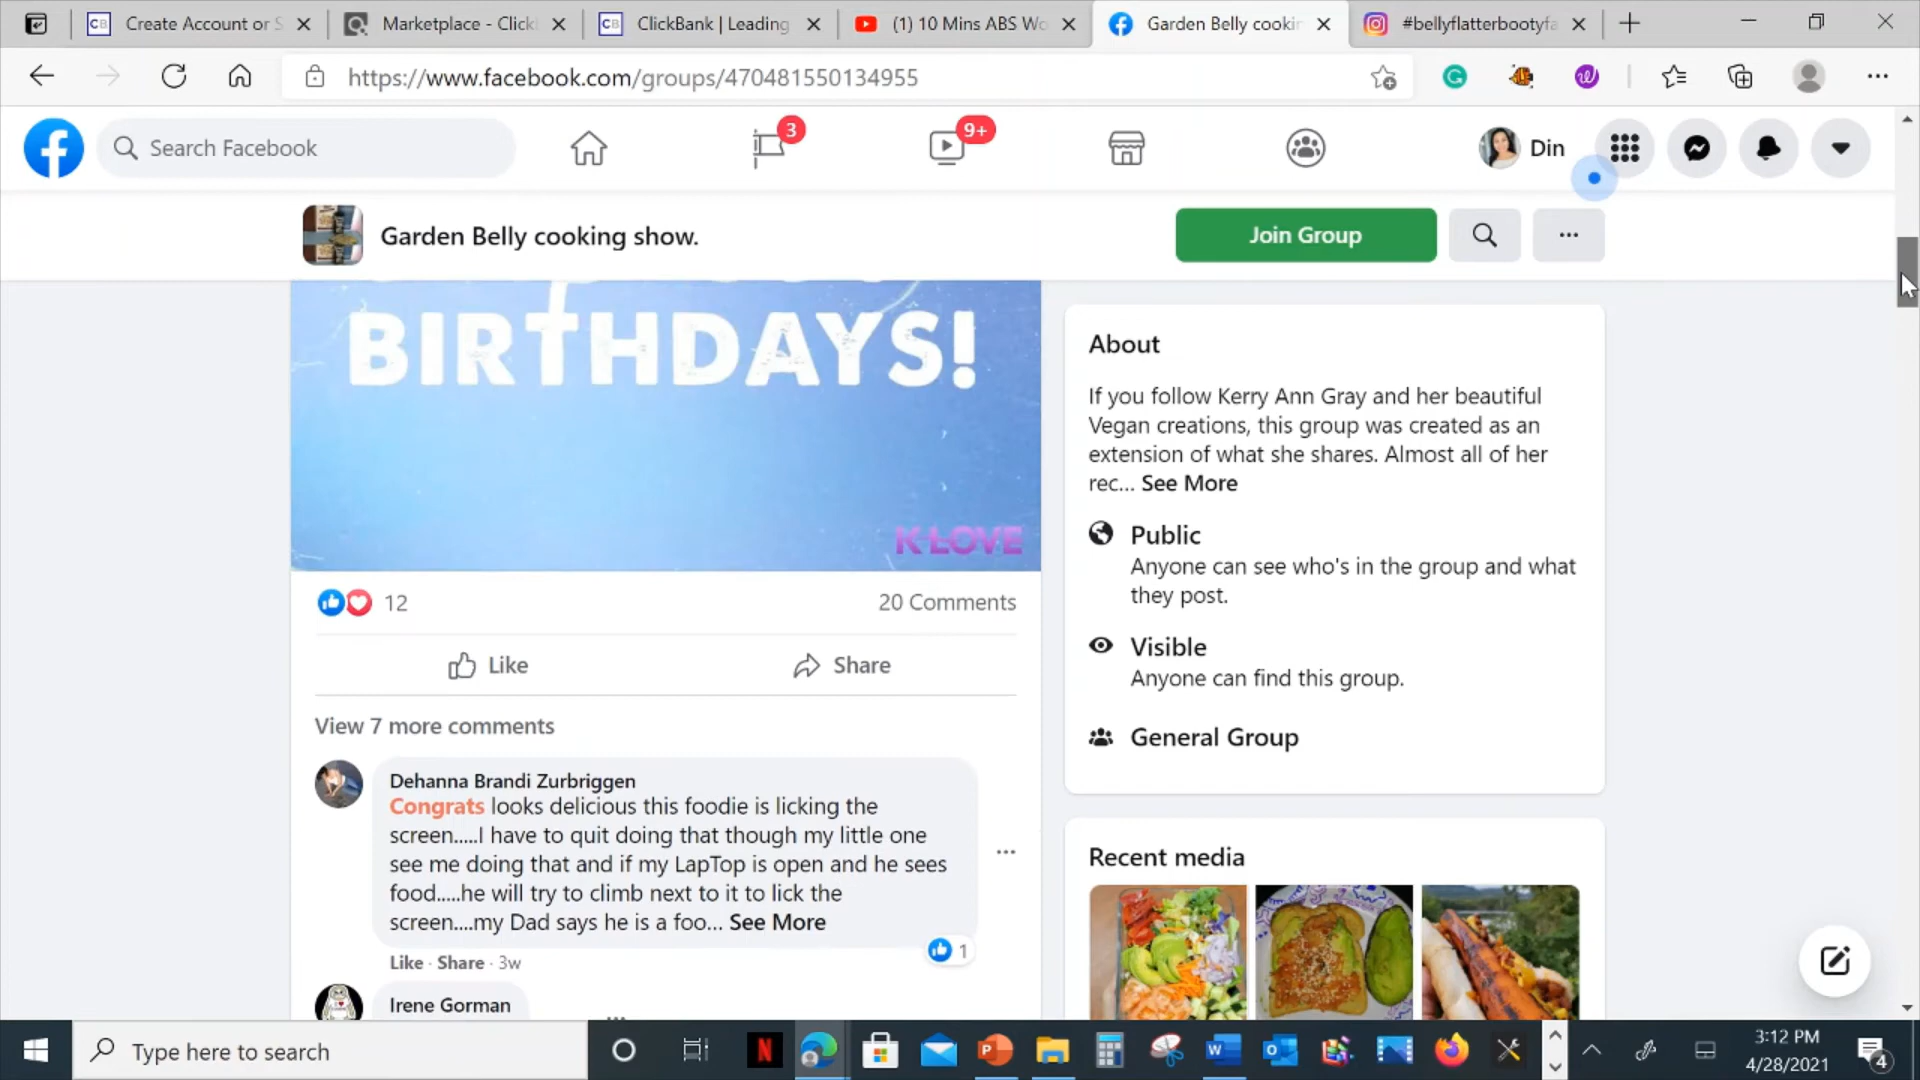 Create Account or S
Marketplace - Click
ClickBank | Leading
(1) 10 Mins ABS Wo
Garden Belly cookin
#bellyflatterbootyfa
https://www.facebook.com/groups/470481550134955
Search Facebook
3
9+
Din
Garden Belly cooking show.
Join Group
BIRTHDAYS!
K-LOVE
12
20 Comments
Like
Share
View 7 more comments
Dehanna Brandi Zurbriggen
Congrats looks delicious this foodie is licking the
screen.....I have to quit doing that though my little one
see me doing that and if my LapTop is open and he sees
food.....he will try to climb next to it to lick the
screen....my Dad says he is a foo... See More
1
Like · Share · 3w
Irene Gorman
About
If you follow Kerry Ann Gray and her beautiful
Vegan creations, this group was created as an
extension of what she shares. Almost all of her
rec... See More
Public
Anyone can see who's in the group and what
they post.
Visible
Anyone can find this group.
General Group
Recent media
Type here to search
3:12 PM
4/28/2021
4